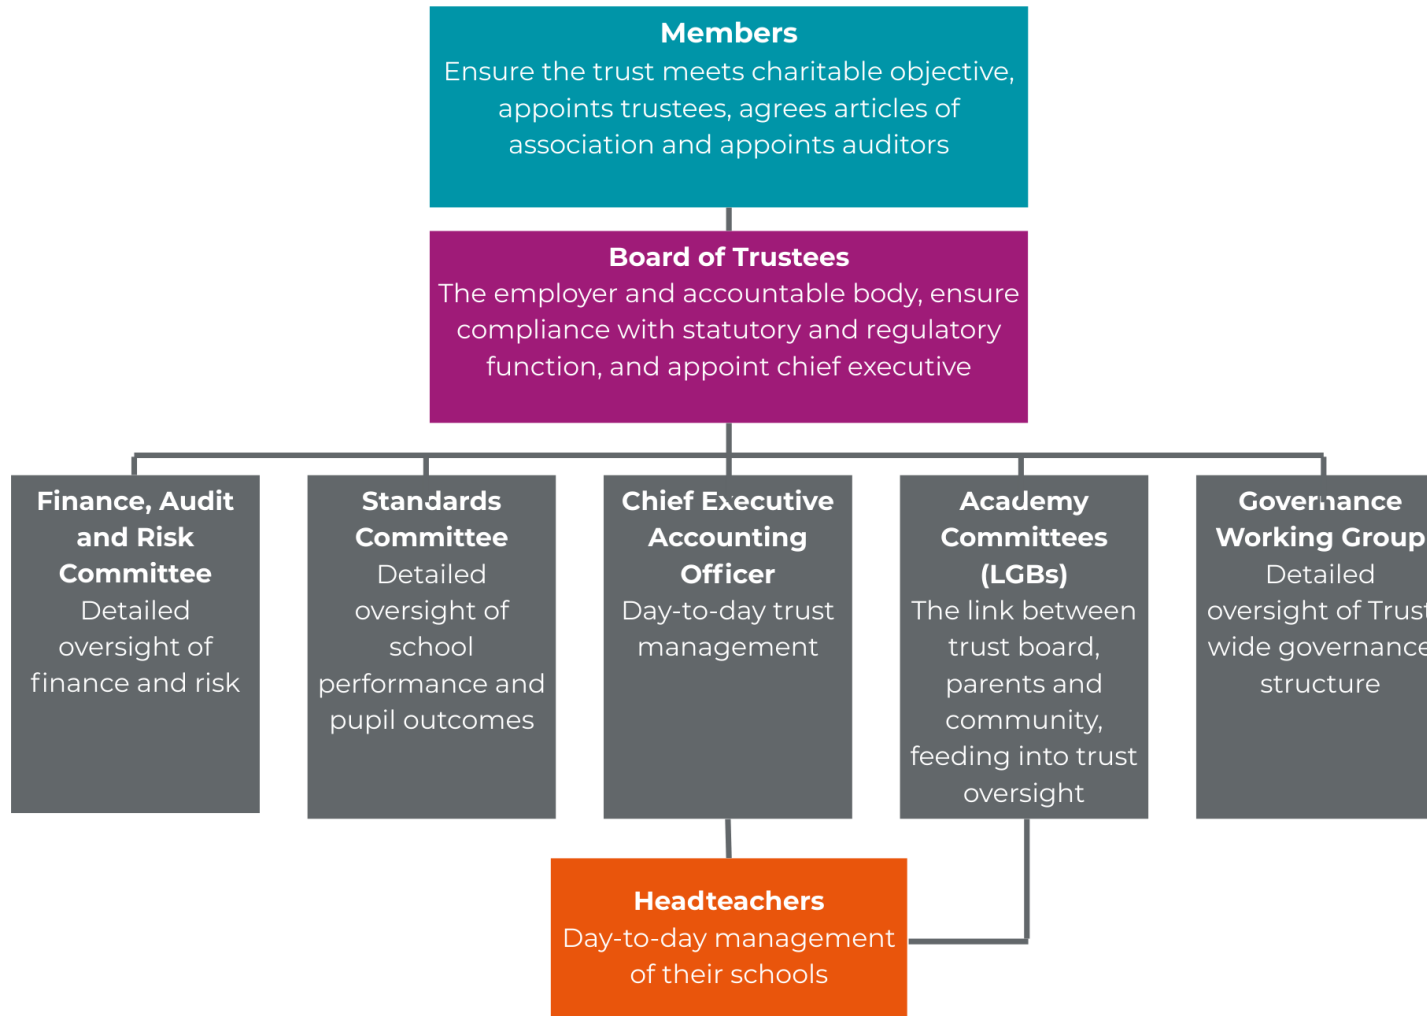 Members
Ensure the trust meets charitable objective,
appoints trustees, agrees articles of
association and appoints auditors
Board of Trustees
The employer and accountable body, ensure
compliance with statutory and regulatory
function, and appoint chief executive
Finance, Audit
and Risk
Committee
Detailed
oversight of
finance and risk
Standards
Committee
Detailed
oversight of
school
performance and
pupil outcomes
Chief Executive
Accounting
Officer
Day-to-day trust
management
Academy
Committees
(LGBs)
The link between
trust board,
parents and
community,
feeding into trust
oversight
Governance
Working Group
Detailed
oversight of Trust
wide governance
structure
Headteachers
Day-to-day management
of their schools